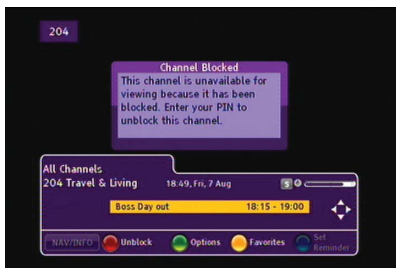 204
Channel Blocked
This channel is unavailable for
viewing because it has been
blocked. Enter your PIN to
unblock this channel.
All Channels
204 Travel & Living 18:49, Fri, 7 Aug S
Boss Day out 18:15 - 19:00
NAV/INFO Unblock Options Favorites Set
Reminder